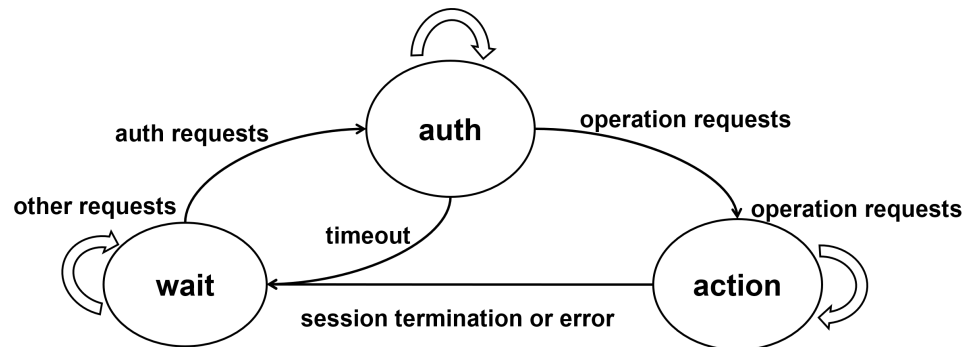 auth
auth requests
operation requests
other requests
operation requests
timeout
wait
action
session termination or error